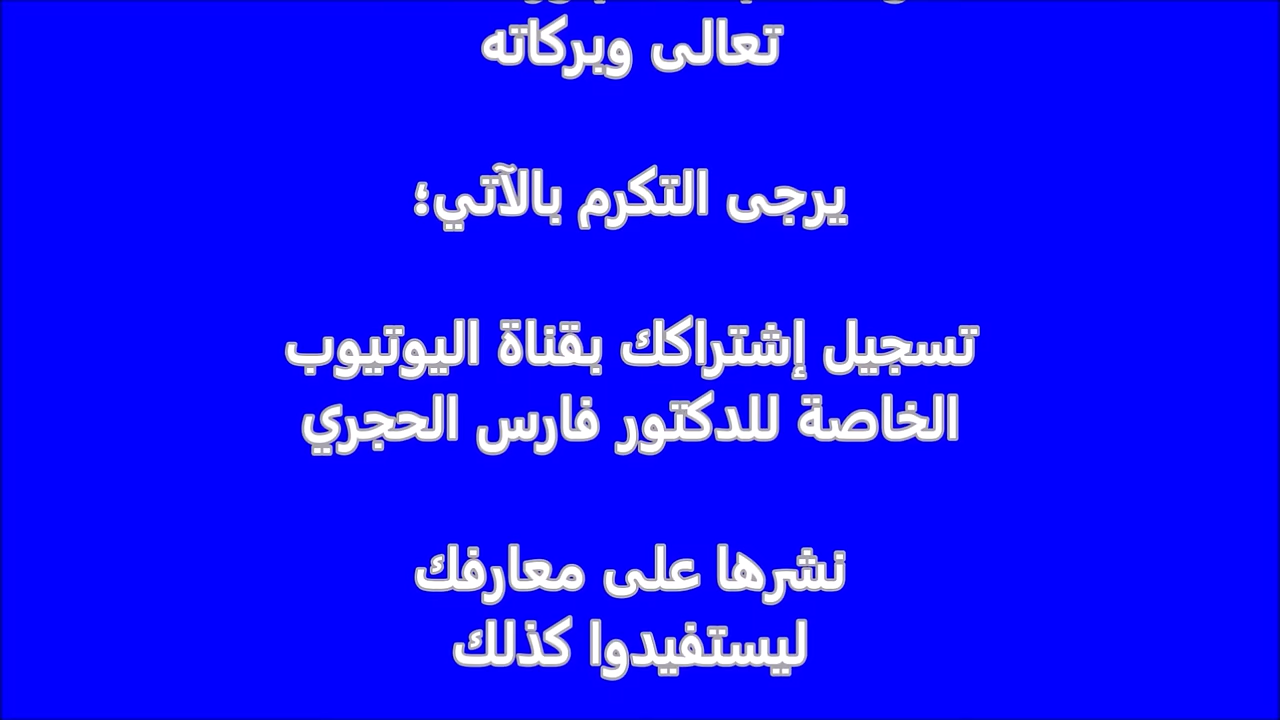 تعالى وبركاته
يرجى التكرم بالآتي؛
تسجيل إشتراكك بقناة اليوتيوب
الخاصة للدكتور فارس الحجري
نشرها على معارفك
ليستفيدوا كذلك